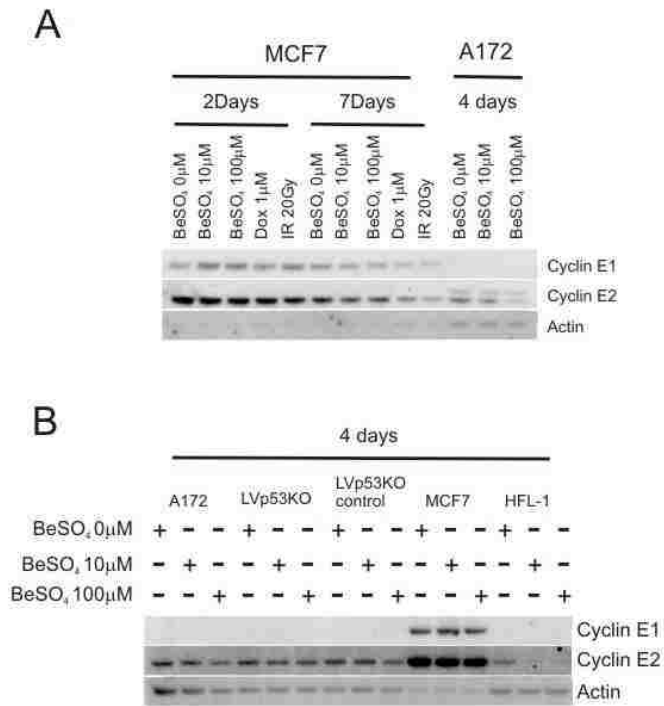 A
MCF7 A172
2Days 7Days 4 days
BeSO₄ 0μM BeSO₄ 10μM BeSO₄ 100μM Dox 1μM IR 20Gy BeSO₄ 0μM BeSO₄ 10μM BeSO₄ 100μM Dox 1μM IR 20Gy BeSO₄ 0μM BeSO₄ 10μM BeSO₄ 100μM
Cyclin E1
Cyclin E2
Actin
B
4 days
A172 LVp53KO LVp53KO control MCF7 HFL-1
BeSO₄ 0μM + - - + - - + - - + - - + - -
BeSO₄ 10μM - + - - + - - + - - + - - + -
BeSO₄ 100μM - - + - - + - - + - - + - - +
Cyclin E1
Cyclin E2
Actin